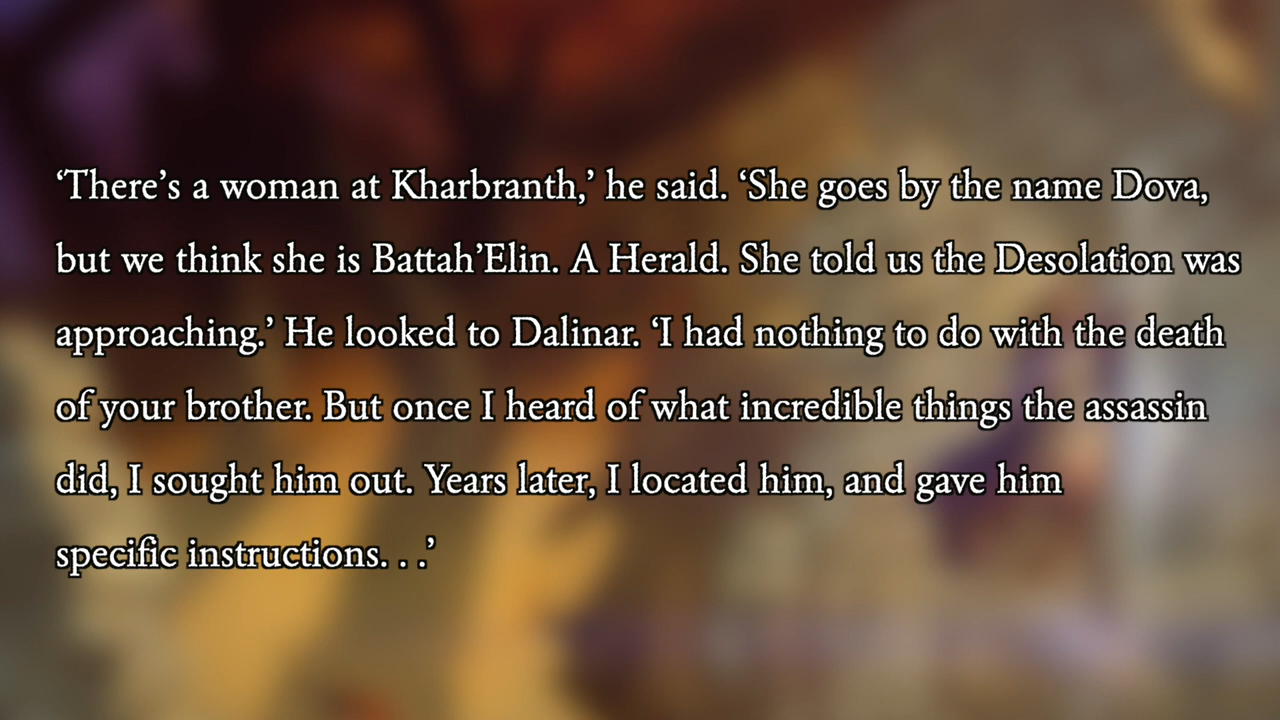 ‘There’s a woman at Kharbranth,’ he said. ‘She goes by the name Dova,
but we think she is Battah’Elin. A Herald. She told us the Desolation was
approaching.’ He looked to Dalinar. ‘I had nothing to do with the death
of your brother. But once I heard of what incredible things the assassin
did, I sought him out. Years later, I located him, and gave him
specific instructions. . .’